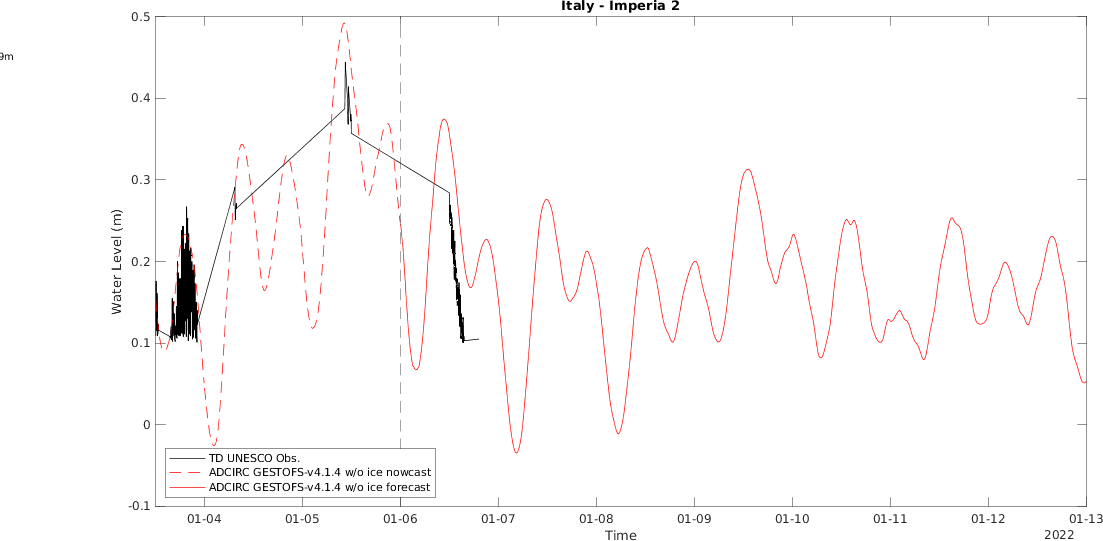 Italy - Imperia 2
9m
0.5
0.4
0.3
0.2
0.1
0
-0.1
Water Level (m)
TD UNESCO Obs.
ADCIRC GESTOFS-v4.1.4 w/o ice nowcast
ADCIRC GESTOFS-v4.1.4 w/o ice forecast
01-04 01-05 01-06 01-07 01-08 01-09 01-10 01-11 01-12 01-13
Time
2022